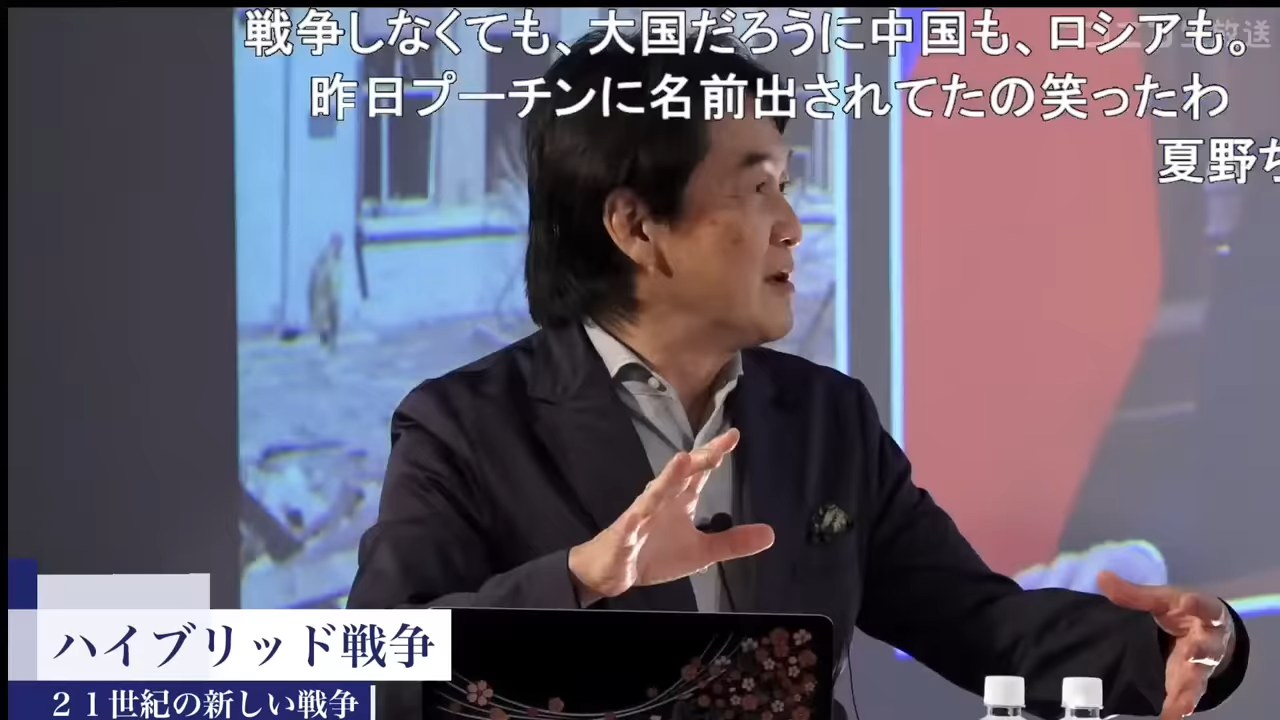 戦争しなくても、大国だろうに中国も、ロシアも。
昨日プーチンに名前出されてたの笑ったわ
夏野ち
放送
ハイブリッド戦争
２１世紀の新しい戦争